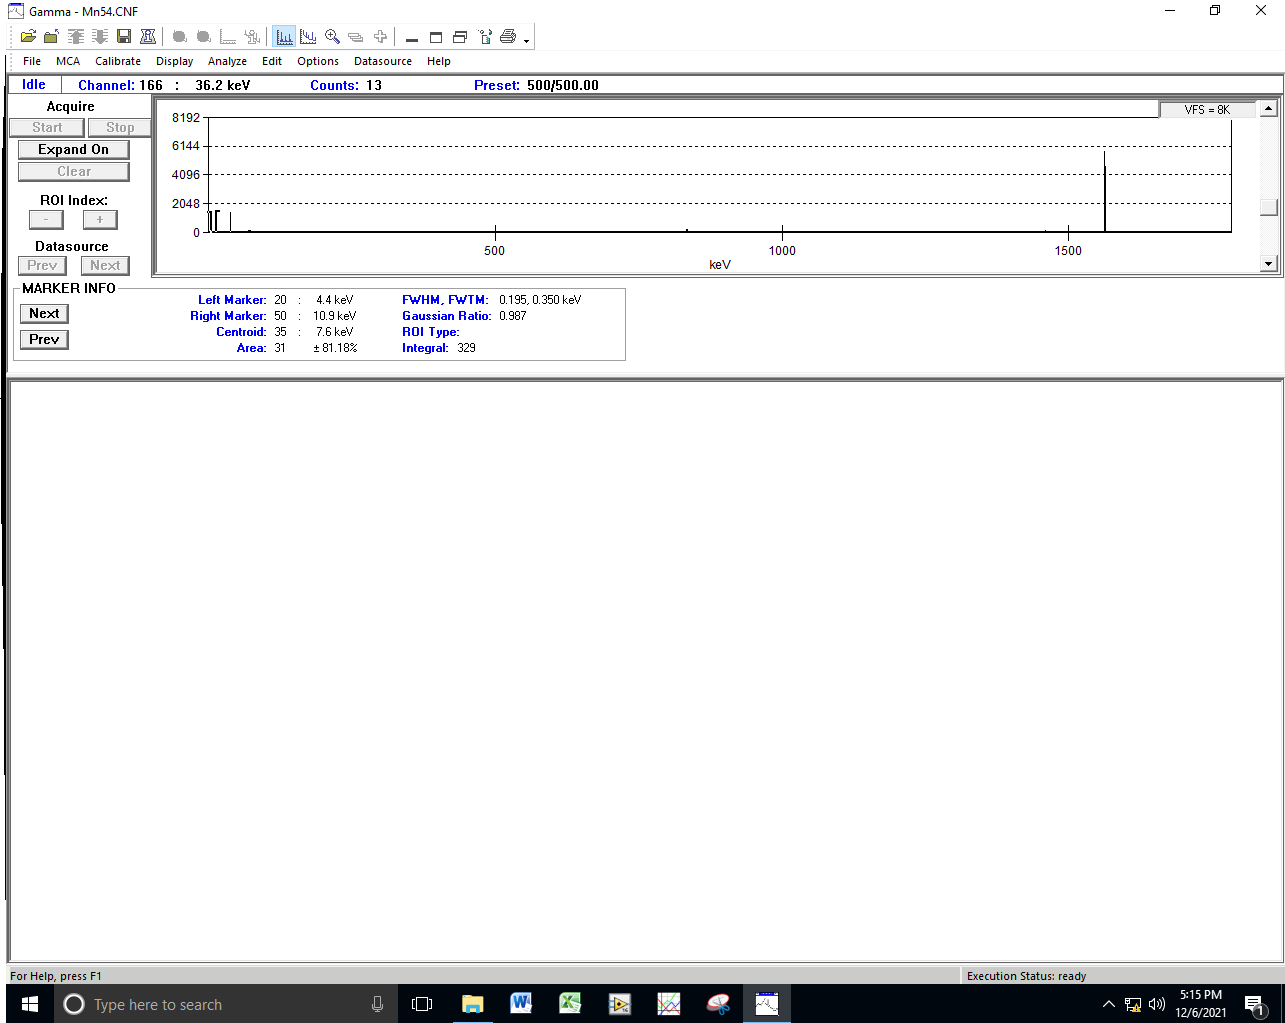 Gamma - Mn54.CNF
File MCA Calibrate Display Analyze Edit Options Datasource Help
Idle Channel: 166 : 36.2 keV Counts: 13 Preset: 500/500.00
Acquire
Start Stop
Expand On
Clear
ROI Index:
- +
Datasource
Prev Next
VFS = 8K
8192
6144
4096
2048
0
500 1000 1500
keV
MARKER INFO
Next
Prev
Left Marker: 20 : 4.4 keV FWHM, FWTM: 0.195, 0.350 keV
Right Marker: 50 : 10.9 keV Gaussian Ratio: 0.987
Centroid: 35 : 7.6 keV ROI Type:
Area: 31 ± 81.18% Integral: 329
For Help, press F1 Execution Status: ready
Type here to search
5:15 PM
12/6/2021
1